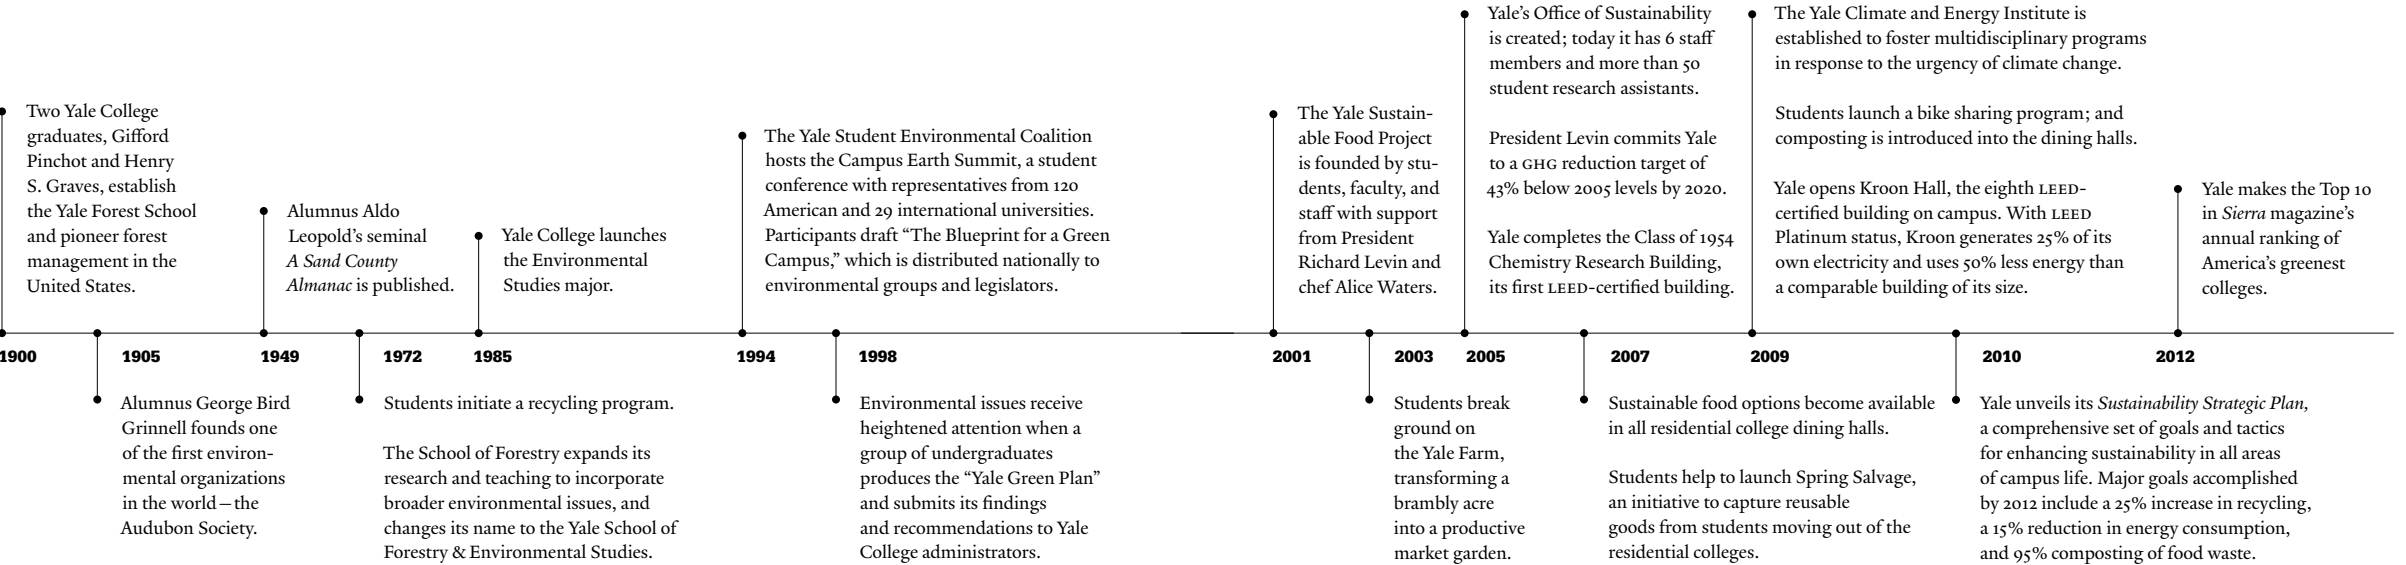 Two Yale College
graduates, Gifford
Pinchot and Henry
S. Graves, establish
the Yale Forest School
and pioneer forest
management in the
United States.
1900
1905
Alumnus George Bird
Grinnell founds one
of the first environ-
mental organizations
in the world—the
Audubon Society.
Alumnus Aldo
Leopold’s seminal
A Sand County
Almanac is published.
1949
1972
Students initiate a recycling program.
The School of Forestry expands its
research and teaching to incorporate
broader environmental issues, and
changes its name to the Yale School of
Forestry & Environmental Studies.
Yale College launches
the Environmental
Studies major.
1985
The Yale Student Environmental Coalition
hosts the Campus Earth Summit, a student
conference with representatives from 120
American and 29 international universities.
Participants draft “The Blueprint for a Green
Campus,” which is distributed nationally to
environmental groups and legislators.
1994
1998
Environmental issues receive
heightened attention when a
group of undergraduates
produces the “Yale Green Plan”
and submits its findings
and recommendations to Yale
College administrators.
The Yale Sustain-
able Food Project
is founded by stu-
dents, faculty, and
staff with support
from President
Richard Levin and
chef Alice Waters.
2001
2003
Students break
ground on
the Yale Farm,
transforming a
brambly acre
into a productive
market garden.
Yale’s Office of Sustainability
is created; today it has 6 staff
members and more than 50
student research assistants.
President Levin commits Yale
to a GHG reduction target of
43% below 2005 levels by 2020.
Yale completes the Class of 1954
Chemistry Research Building,
its first LEED-certified building.
2005
2007
Sustainable food options become available
in all residential college dining halls.
Students help to launch Spring Salvage,
an initiative to capture reusable
goods from students moving out of the
residential colleges.
The Yale Climate and Energy Institute is
established to foster multidisciplinary programs
in response to the urgency of climate change.
Students launch a bike sharing program; and
composting is introduced into the dining halls.
Yale opens Kroon Hall, the eighth LEED-
certified building on campus. With LEED
Platinum status, Kroon generates 25% of its
own electricity and uses 50% less energy than
a comparable building of its size.
2009
2010
Yale unveils its Sustainability Strategic Plan,
a comprehensive set of goals and tactics
for enhancing sustainability in all areas
of campus life. Major goals accomplished
by 2012 include a 25% increase in recycling,
a 15% reduction in energy consumption,
and 95% composting of food waste.
Yale makes the Top 10
in Sierra magazine’s
annual ranking of
America’s greenest
colleges.
2012